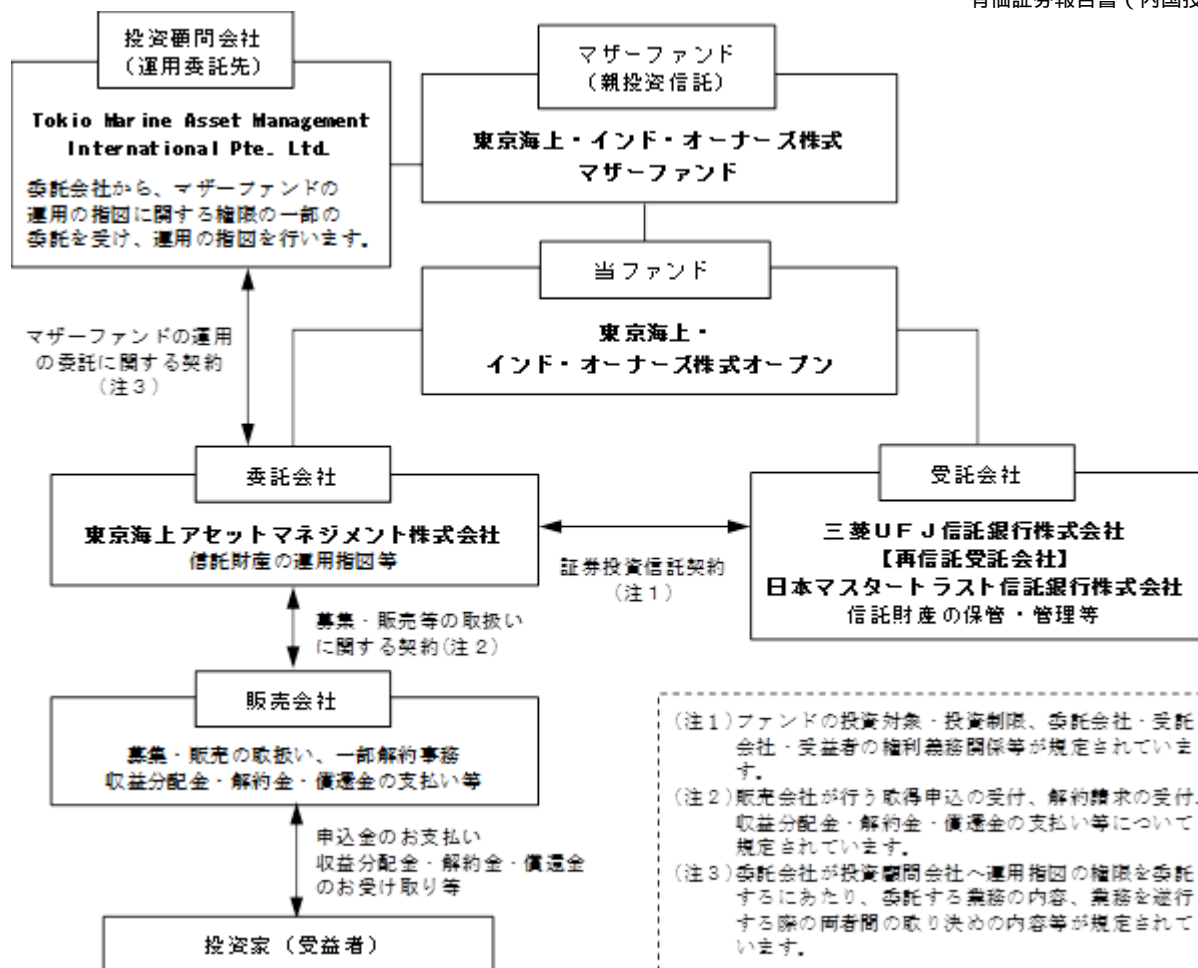 有価証券報告書（内国投
投資顧問会社
（運用委託先）
Tokio Marine Asset Management
International Pte. Ltd.
委託会社から、マザーファンドの
運用の指図に関する権限の一部の
委託を受け、運用の指図を行います。
マザーファンド
（親投資信託）
東京海上・インド・オーナーズ株式
マザーファンド
当ファンド
東京海上・
インド・オーナーズ株式オープン
マザーファンドの運用
の委託に関する契約
（注３）
委託会社
東京海上アセットマネジメント株式会社
信託財産の運用指図等
証券投資信託契約
（注１）
受託会社
三菱ＵＦＪ信託銀行株式会社
【再信託受託会社】
日本マスタートラスト信託銀行株式会社
信託財産の保管・管理等
募集・販売等の取扱い
に関する契約(注２)
販売会社
募集・販売の取扱い、一部解約事務
収益分配金・解約金・償還金の支払い等
申込金のお支払い
収益分配金・解約金・償還金
のお受け取り等
投資家（受益者）
(注１)ファンドの投資対象・投資制限、委託会社・受託
会社・受益者の権利義務関係等が規定されていま
す。
(注２)販売会社が行う取得申込の受付、解約請求の受付、
収益分配金・解約金・償還金の支払い等について
規定されています。
(注３)委託会社が投資顧問会社へ運用指図の権限を委託
するにあたり、委託する業務の内容、業務を遂行
する際の両者間の取り決めの内容等が規定されて
います。